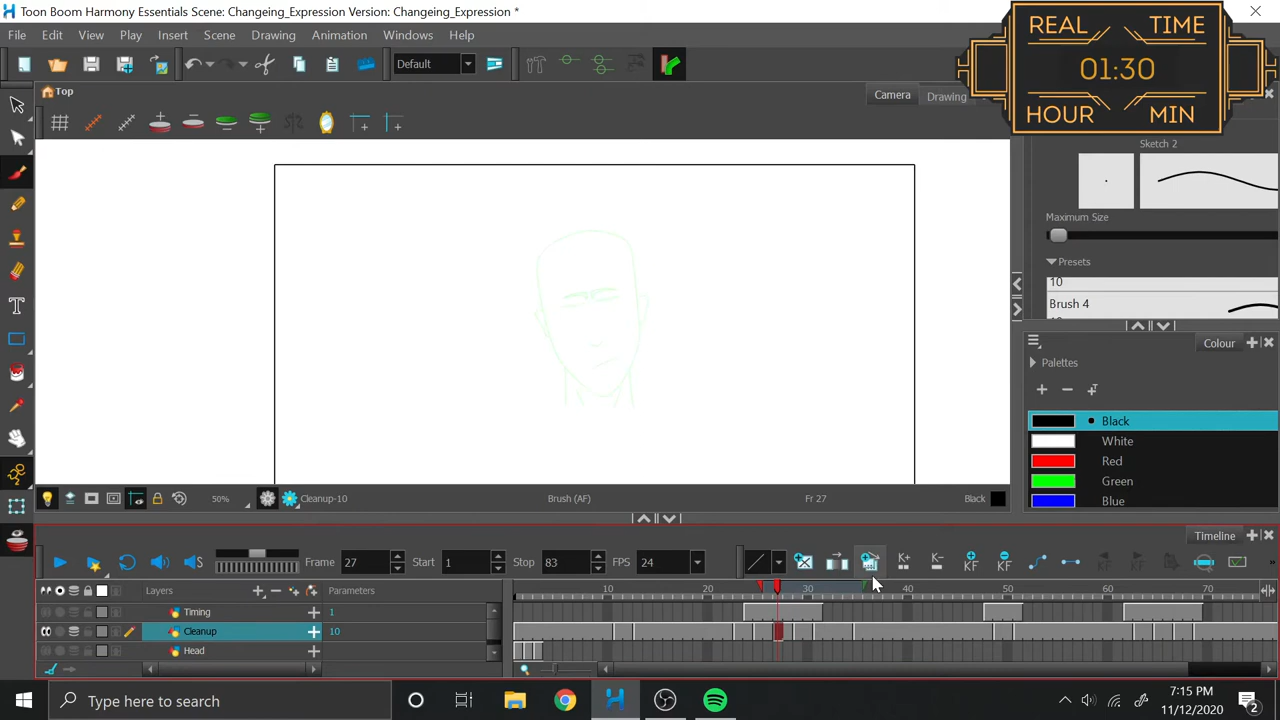 Toon Boom Harmony Essentials Scene: Changeing_Expression Version: Changeing_Expression *
File Edit View Play Insert Scene Drawing Animation Windows Help
REAL TIME
01:30
HOUR MIN
Default
Top
Camera
Drawing
Sketch 2
Maximum Size
Presets
10
Brush 4
10
Colour
Palettes
Black
White
Red
Green
Blue
50%
Cleanup-10
Brush (AF)
Fr 27
Black
Timeline
Frame 27
Start 1
Stop 83
FPS 24
K+
K-
KF
KF
Layers
10 20 30 40 50 60 70
Timing 1
Cleanup 10
Head
Type here to search
7:15 PM
11/12/2020
2